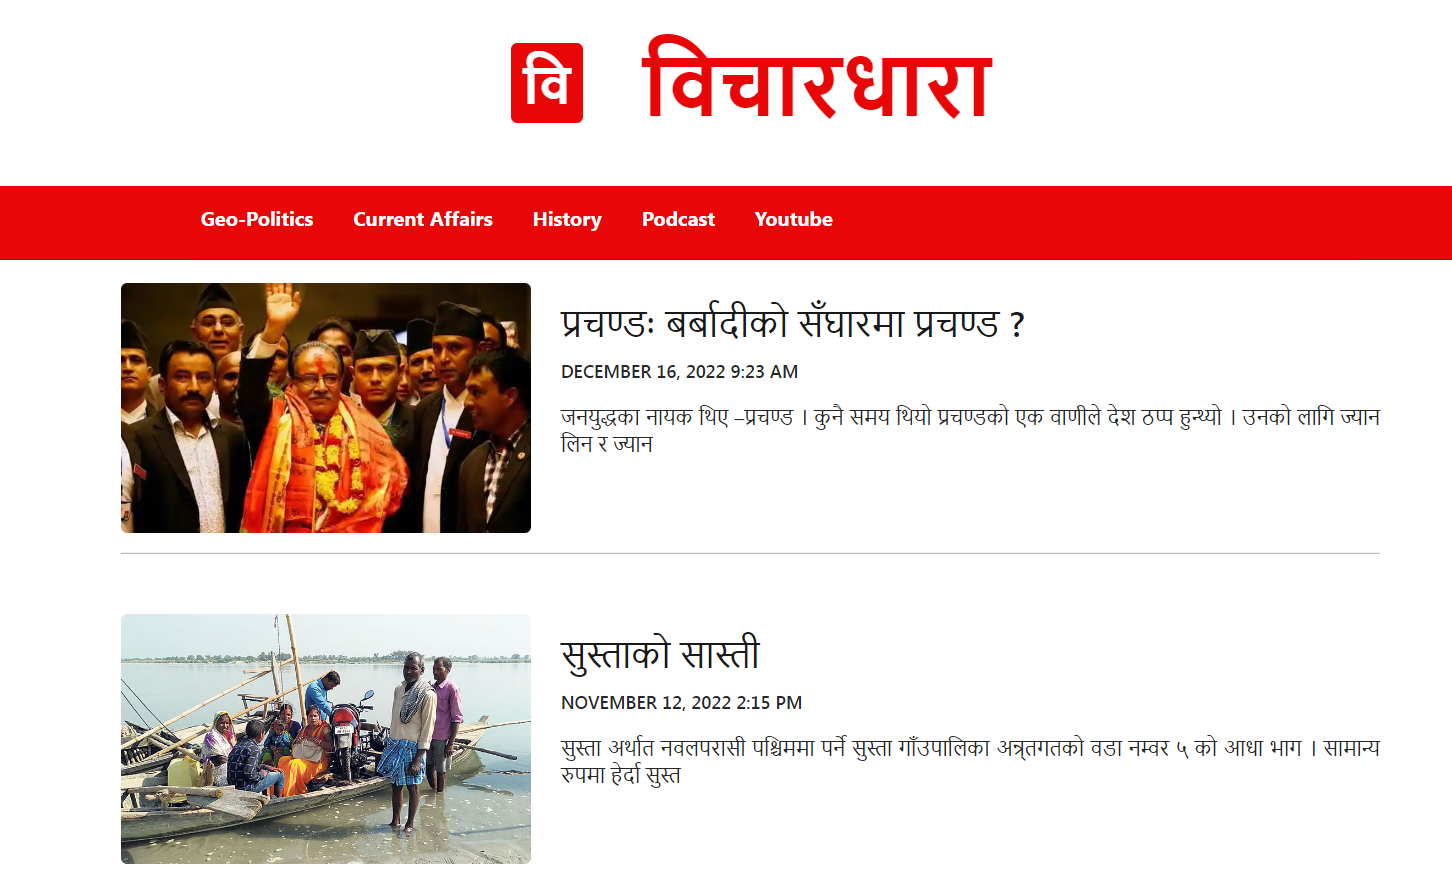 वि
विचारधारा
Geo-Politics Current Affairs History Podcast Youtube
प्रचण्डः बर्बादीको सँघारमा प्रचण्ड ?
DECEMBER 16, 2022 9:23 AM
जनयुद्धका नायक थिए –प्रचण्ड । कुनै समय थियो प्रचण्डको एक वाणीले देश ठप्प हुन्थ्यो । उनको लागि ज्यान
लिन र ज्यान
सुस्ताको सास्ती
NOVEMBER 12, 2022 2:15 PM
सुस्ता अर्थात नवलपरासी पश्चिममा पर्ने सुस्ता गाँउपालिका अन्र्तगतको वडा नम्वर ५ को आधा भाग । सामान्य
रुपमा हेर्दा सुस्त